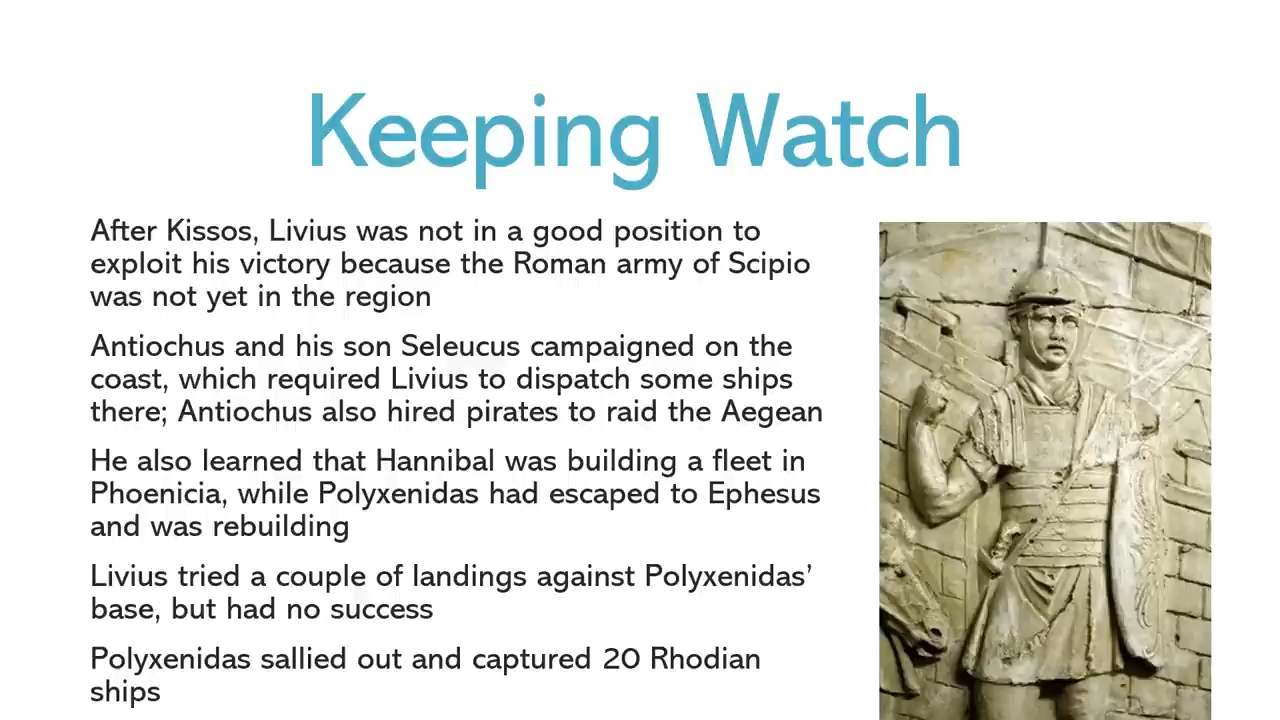 Keeping Watch
After Kissos, Livius was not in a good position to
exploit his victory because the Roman army of Scipio
was not yet in the region
Antiochus and his son Seleucus campaigned on the
coast, which required Livius to dispatch some ships
there; Antiochus also hired pirates to raid the Aegean
He also learned that Hannibal was building a fleet in
Phoenicia, while Polyxenidas had escaped to Ephesus
and was rebuilding
Livius tried a couple of landings against Polyxenidas’
base, but had no success
Polyxenidas sallied out and captured 20 Rhodian
ships